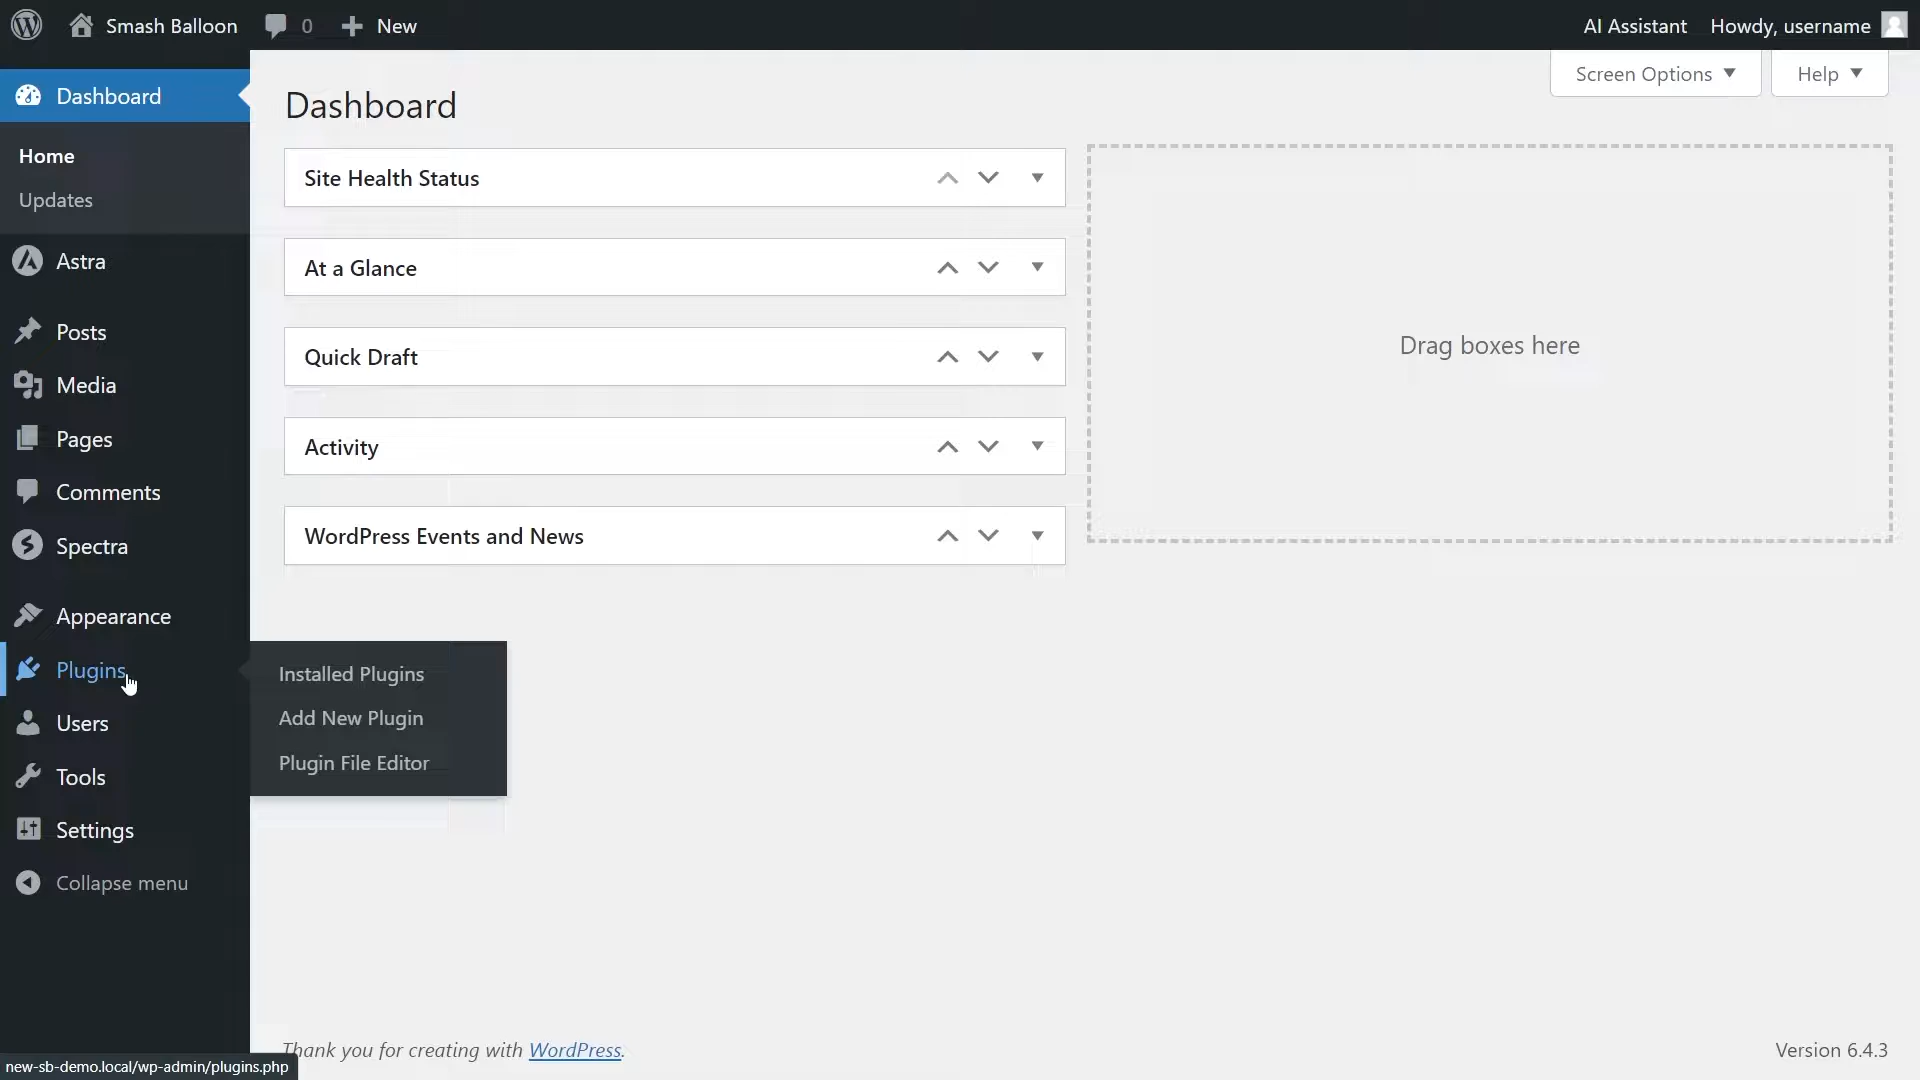 Smash Balloon
0
New
AI Assistant
Howdy, username
Dashboard
Home
Updates
Astra
Posts
Media
Pages
Comments
Spectra
Appearance
Plugins
Users
Tools
Settings
Collapse menu
Installed Plugins
Add New Plugin
Plugin File Editor
Screen Options
Help
Dashboard
Site Health Status
At a Glance
Quick Draft
Activity
WordPress Events and News
Drag boxes here
Thank you for creating with WordPress.
Version 6.4.3
new-sb-demo.local/wp-admin/plugins.php